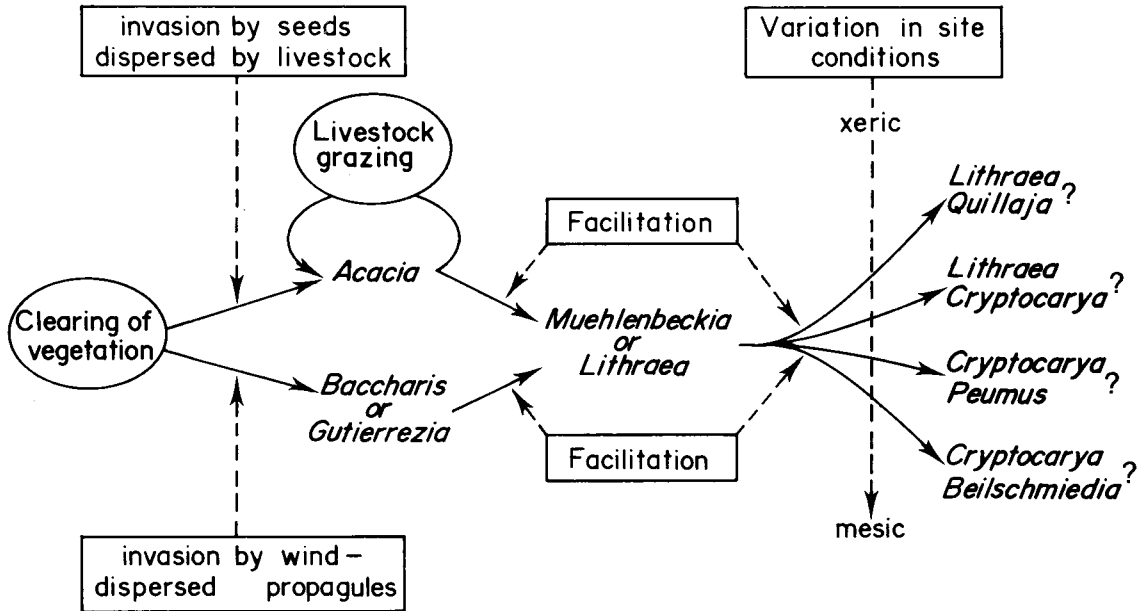 invasion by seeds
dispersed by livestock
Variation in site
conditions
Livestock
grazing
xeric
Facilitation
Lithraea
Quillaja ?
Acacia
Lithraea
Cryptocarya ?
Clearing of
vegetation
Muehlenbeckia
or
Lithraea
Cryptocarya
Peumus ?
Baccharis
or
Gutierrezia
Facilitation
Cryptocarya
Beilschmiedia ?
mesic
invasion by wind-
dispersed propagules